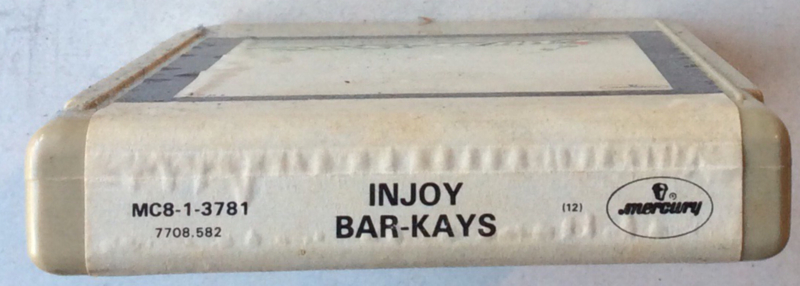 MC8-1-3781
7708.582
INJOY
BAR-KAYS
(12)
®
mercury